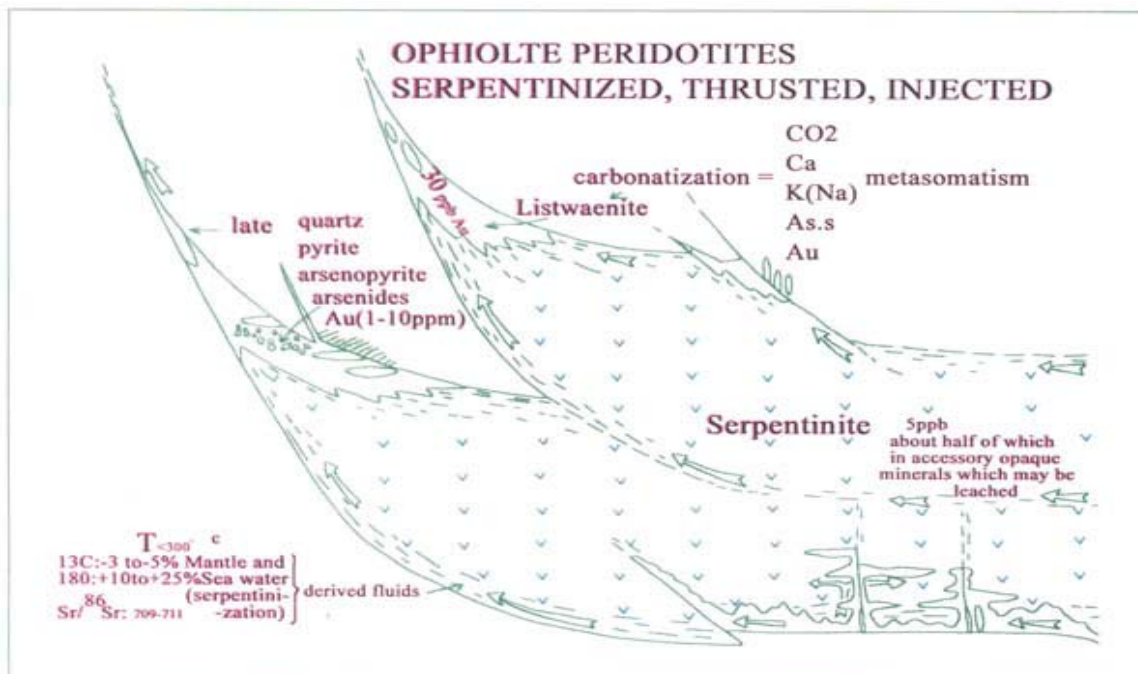 OPHIOLTE PERIDOTITES
SERPENTINIZED, THRUSTED, INJECTED
carbonatization =
CO2
Ca
K(Na)
As.s
Au
metasomatism
30 ppb Au
Listwaenite
late
quartz
pyrite
arsenopyrite
arsenides
Au(1-10ppm)
Serpentinite
5ppb
about half of which
in accessory opaque
minerals which may be
leached
T<300° c
13C:-3 to-5% Mantle and
180:+10to+25%Sea water
(serpentini-
Sr/86Sr: 709-711 -zation)
derived fluids